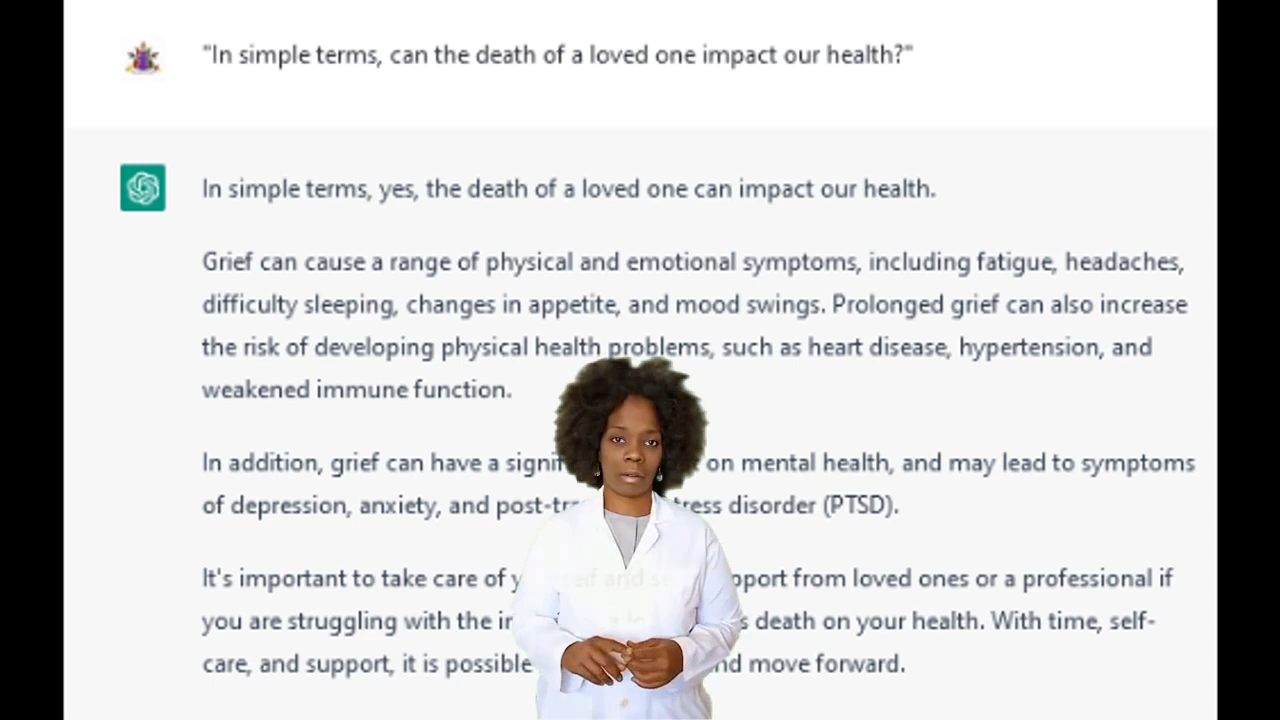 "In simple terms, can the death of a loved one impact our health?"
In simple terms, yes, the death of a loved one can impact our health.
Grief can cause a range of physical and emotional symptoms, including fatigue, headaches,
difficulty sleeping, changes in appetite, and mood swings. Prolonged grief can also increase
the risk of developing physical health problems, such as heart disease, hypertension, and
weakened immune function.
In addition, grief can have a on mental health, and may lead to symptoms
of depression, anxiety, and disorder (PTSD).
It's important to take care of and from loved ones or a professional if
you are struggling with the death on your health. With time, self-
care, and support, it is possible move forward.